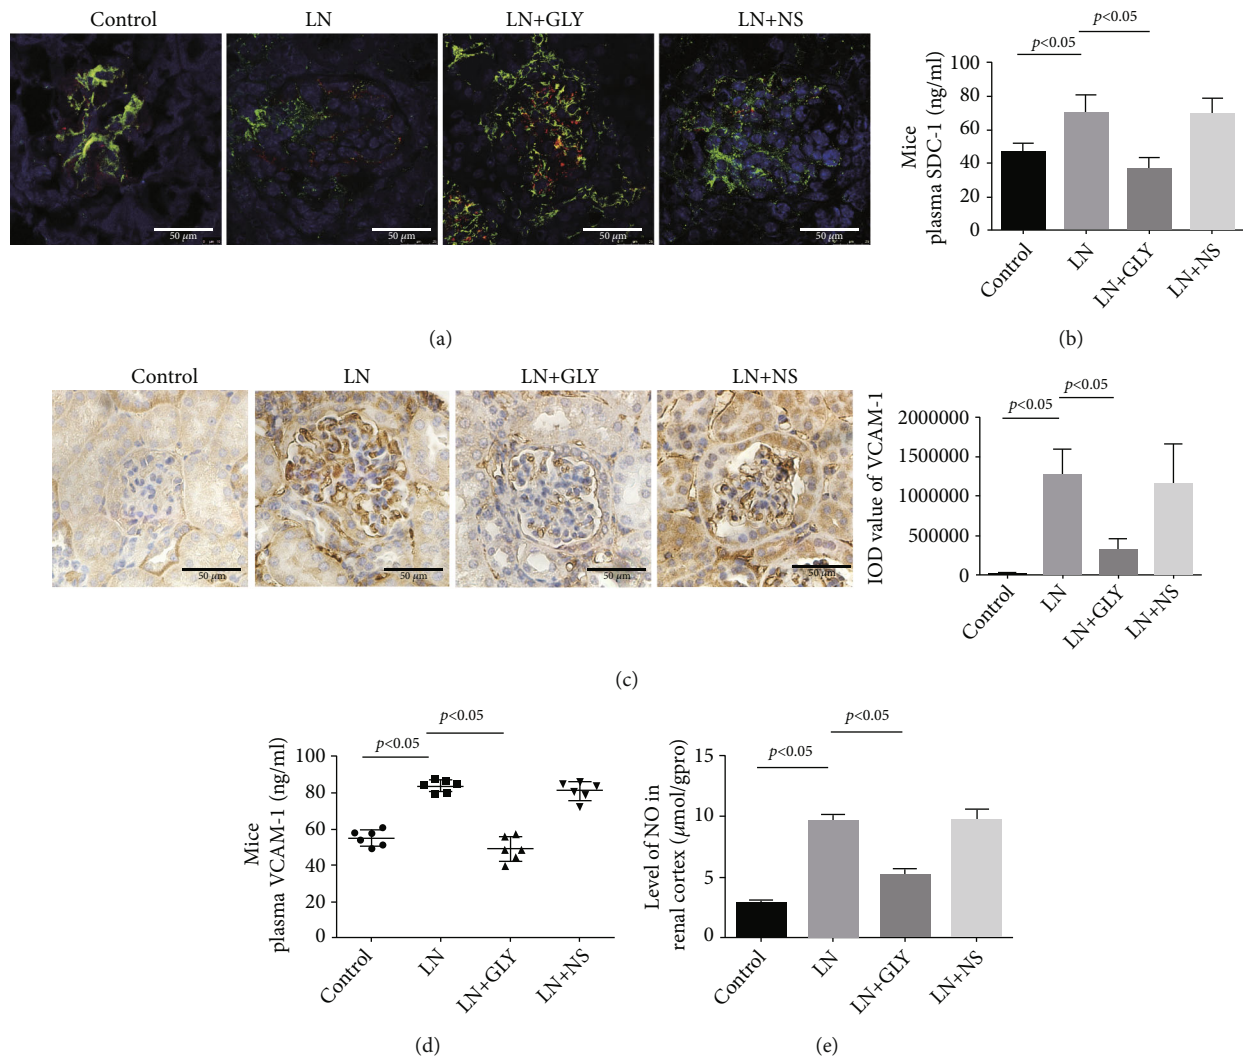 Control LN LN+GLY LN+NS
50 μm 50 μm 50 μm 50 μm
(a)
p<0.05
p<0.05
Mice
plasma SDC-1 (ng/ml)
100
80
60
40
20
0
Control LN LN+GLY LN+NS
(b)
Control LN LN+GLY LN+NS
50 μm 50 μm 50 μm 50 μm
p<0.05
p<0.05
IOD value of VCAM-1
2000000
1500000
1000000
500000
0
Control LN LN+GLY LN+NS
(c)
p<0.05
p<0.05
Mice
plasma VCAM-1 (ng/ml)
100
80
60
40
20
0
Control LN LN+GLY LN+NS
(d)
p<0.05
p<0.05
Level of NO in
renal cortex (μmol/gpro)
15
10
5
0
Control LN LN+GLY LN+NS
(e)